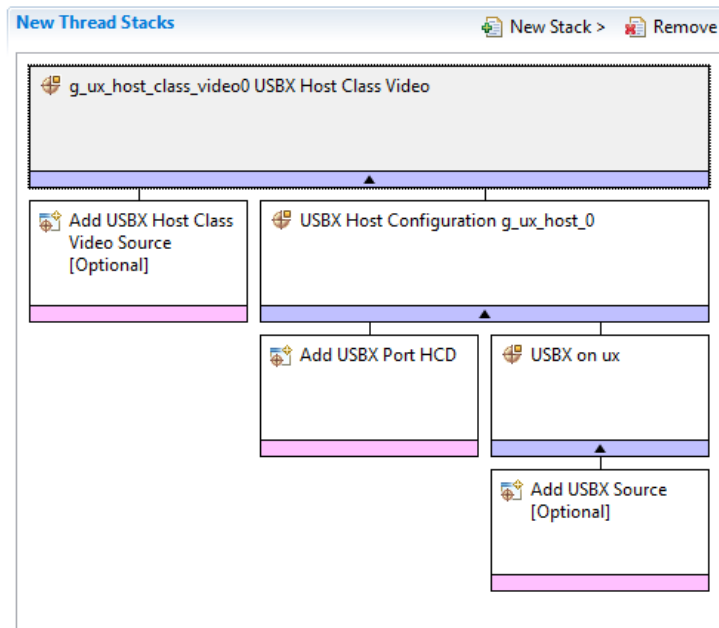 New Thread Stacks
New Stack >
Remove
g_ux_host_class_video0 USBX Host Class Video
Add USBX Host Class
Video Source
[Optional]
USBX Host Configuration g_ux_host_0
Add USBX Port HCD
USBX on ux
Add USBX Source
[Optional]